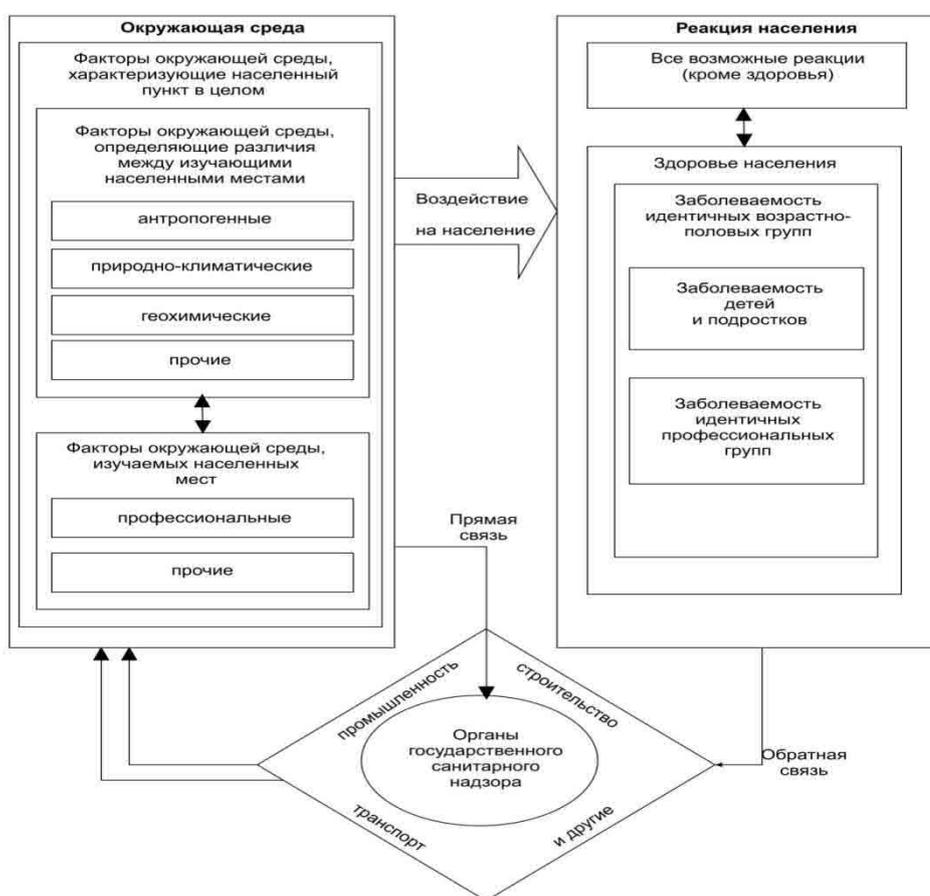 Окружающая среда
Факторы окружающей среды,
характеризующие населенный
пункт в целом
Факторы окружающей среды,
определяющие различия
между изучающими
населенными местами
антропогенные
природно-климатические
геохимические
прочие
Факторы окружающей среды,
изучаемых населенных
мест
профессиональные
прочие
Воздействие
на население
Реакция населения
Все возможные реакции
(кроме здоровья)
Здоровье населения
Заболеваемость
идентичных возрастно-
половых групп
Заболеваемость
детей
и подростков
Заболеваемость
идентичных
профессиональных
групп
Прямая
связь
промышленность
строительство
Органы
государственного
санитарного
надзора
транспорт
и другие
Обратная
связь